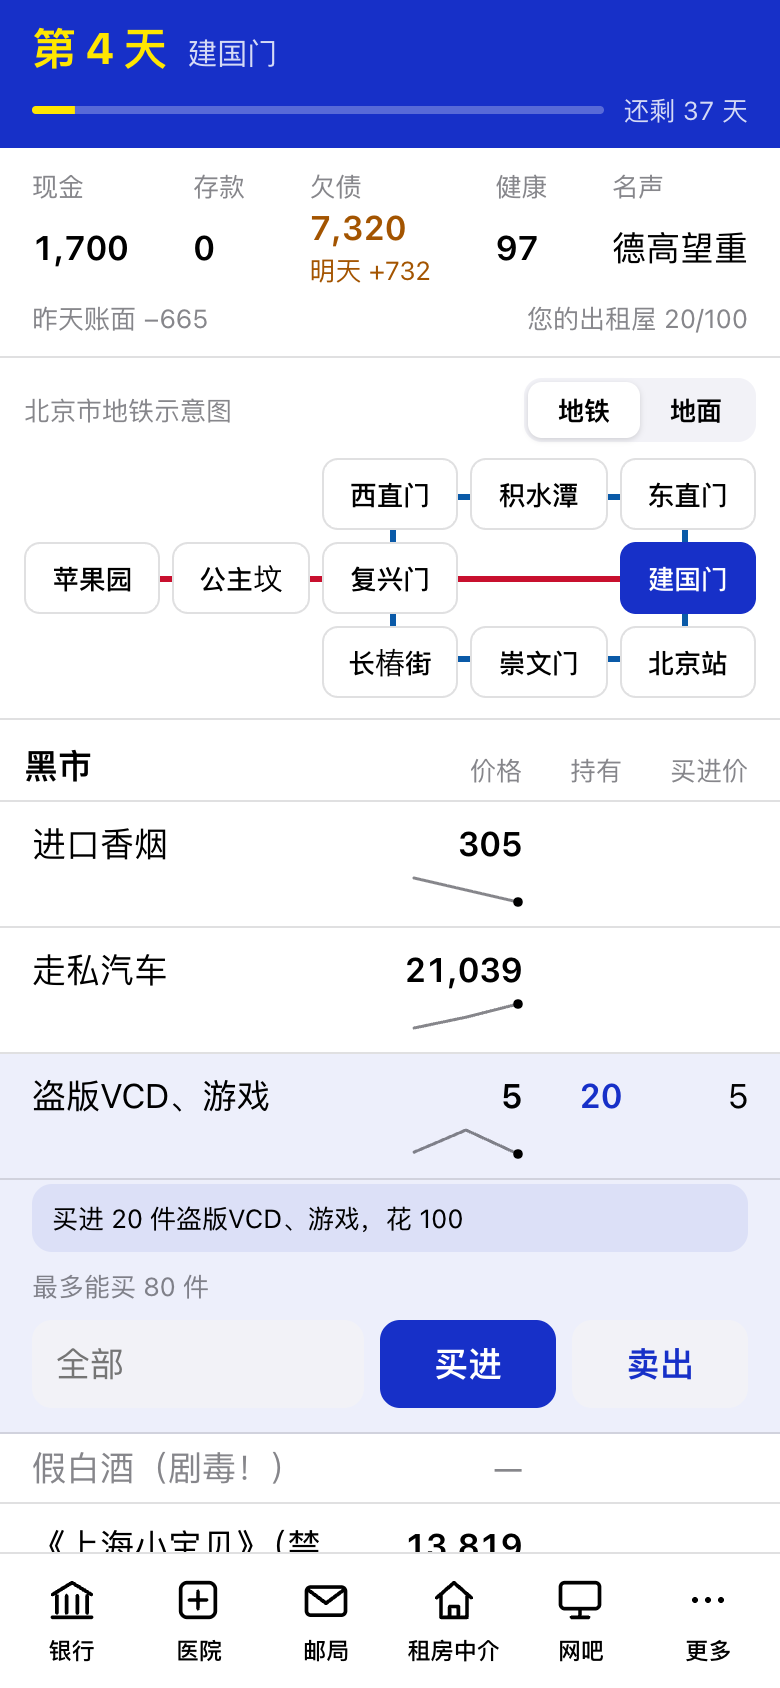 第 4 天 建国门
还剩 37 天
现金 存款 欠债 健康 名声
1,700 0 7,320 97 德高望重
明天 +732
昨天账面 –665 您的出租屋 20/100
北京市地铁示意图 地铁 地面
西直门 积水潭 东直门
苹果园 公主坟 复兴门 建国门
长椿街 崇文门 北京站
黑市 价格 持有 买进价
进口香烟 305
走私汽车 21,039
盗版VCD、游戏 5 20 5
买进 20 件盗版VCD、游戏，花 100
最多能买 80 件
全部 买进 卖出
假白酒（剧毒！） —
《上海小宝贝》（禁 13,819
银行 医院 邮局 租房中介 网吧 更多